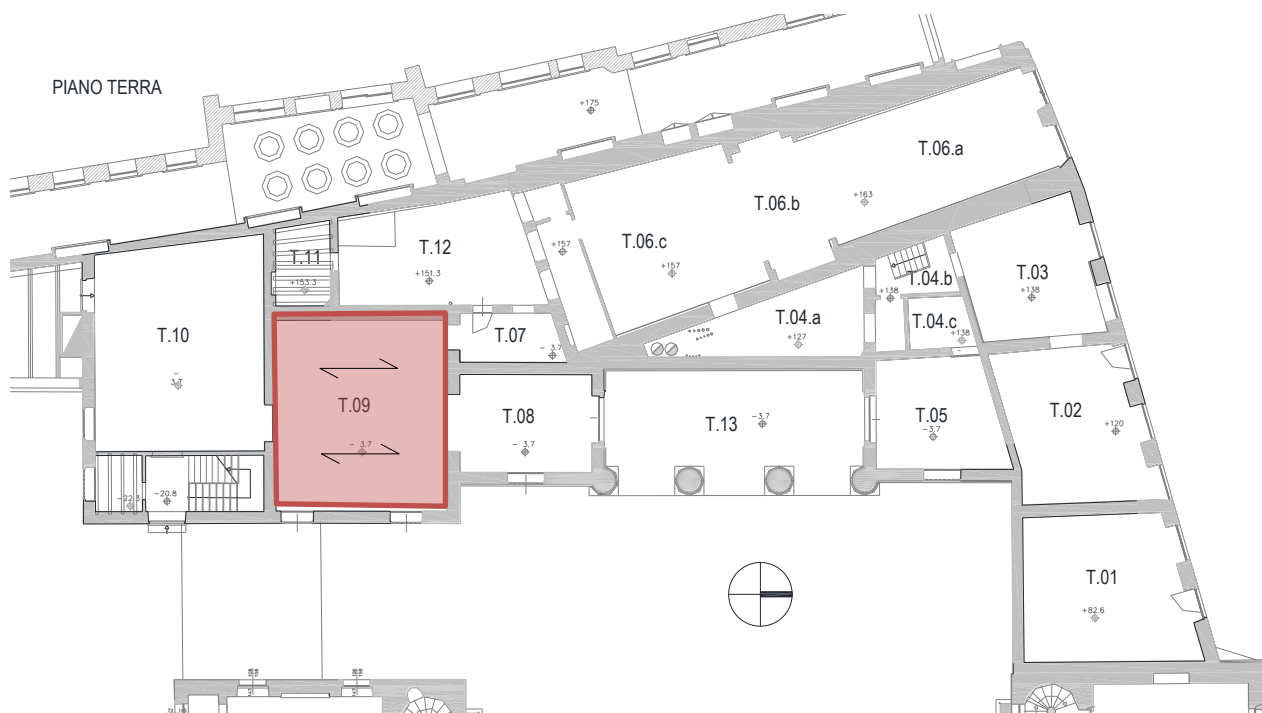 PIANO TERRA
+175
T.06.a
+163
T.06.b
T.06.c
+157
+157
T.12
+151.3
T.11
+153.3
T.04.b
+138
T.03
+138
T.04.c
+138
T.04.a
+127
T.07
- 3.7
T.10
-
3.7
T.09
- 3.7
T.08
- 3.7
T.13
-3.7
T.05
-3.7
T.02
+120
-22.3
-20.8
T.01
+82.6